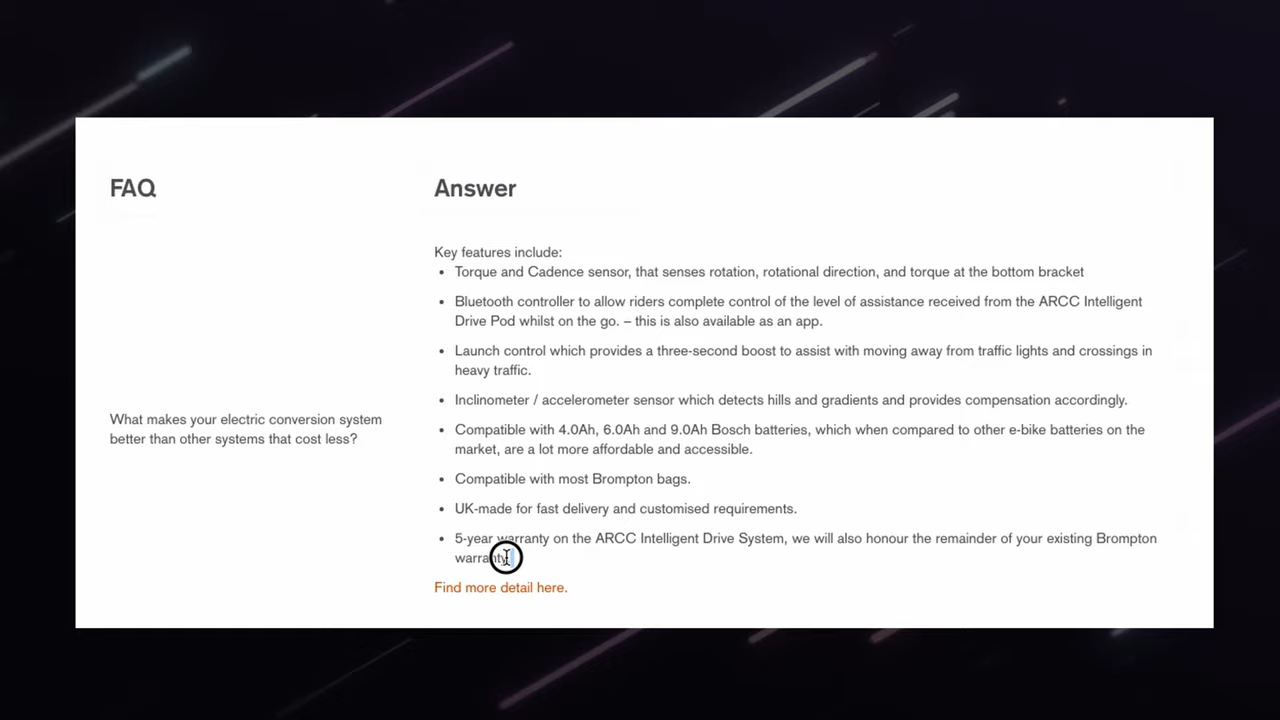 FAQ
Answer
Key features include:
• Torque and Cadence sensor, that senses rotation, rotational direction, and torque at the bottom bracket
• Bluetooth controller to allow riders complete control of the level of assistance received from the ARCC Intelligent
Drive Pod whilst on the go. – this is also available as an app.
• Launch control which provides a three-second boost to assist with moving away from traffic lights and crossings in
heavy traffic.
• Inclinometer / accelerometer sensor which detects hills and gradients and provides compensation accordingly.
What makes your electric conversion system
better than other systems that cost less?
• Compatible with 4.0Ah, 6.0Ah and 9.0Ah Bosch batteries, which when compared to other e-bike batteries on the
market, are a lot more affordable and accessible.
• Compatible with most Brompton bags.
• UK-made for fast delivery and customised requirements.
• 5-year warranty on the ARCC Intelligent Drive System, we will also honour the remainder of your existing Brompton
warranty
Find more detail here.